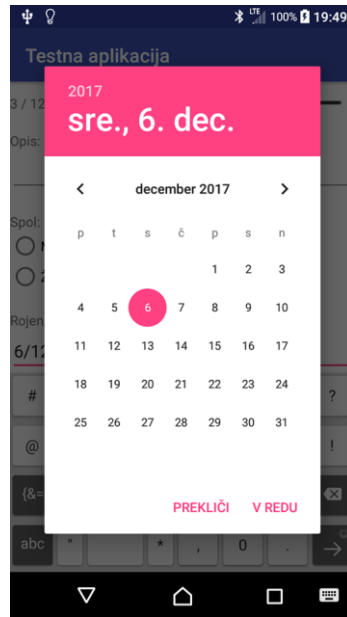 LTE 100% 19:49
Testna aplikacija
3 / 12
Opis:
Spol:
Rojen
6/12
2017
sre., 6. dec.
december 2017
p t s č p s n
1 2 3
4 5 6 7 8 9 10
11 12 13 14 15 16 17
18 19 20 21 22 23 24
25 26 27 28 29 30 31
PREKLIČI V REDU
# ?
@ !
{&=
abc " * , 0 .